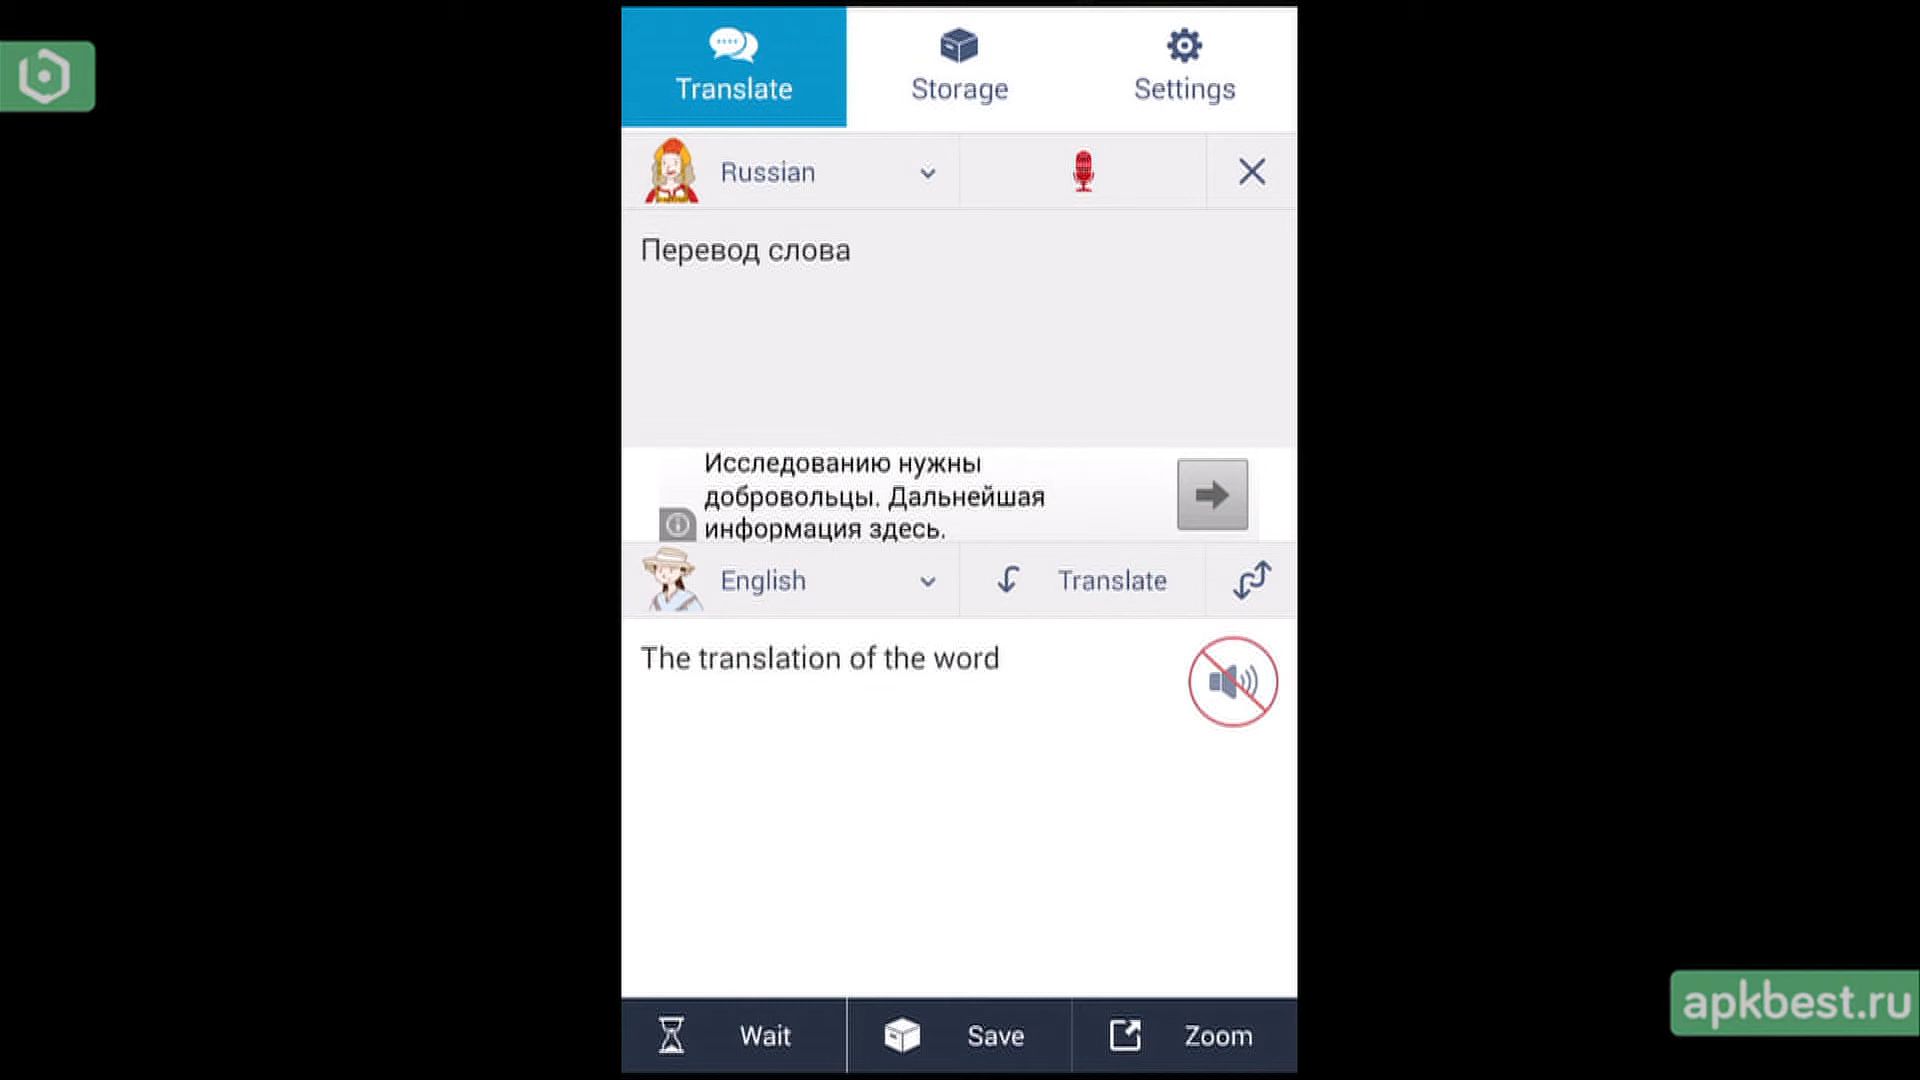 Translate
Storage
Settings
Russian
Перевод слова
Исследованию нужны
добровольцы. Дальнейшая
информация здесь.
English
Translate
The translation of the word
Wait
Save
Zoom
apkbest.ru